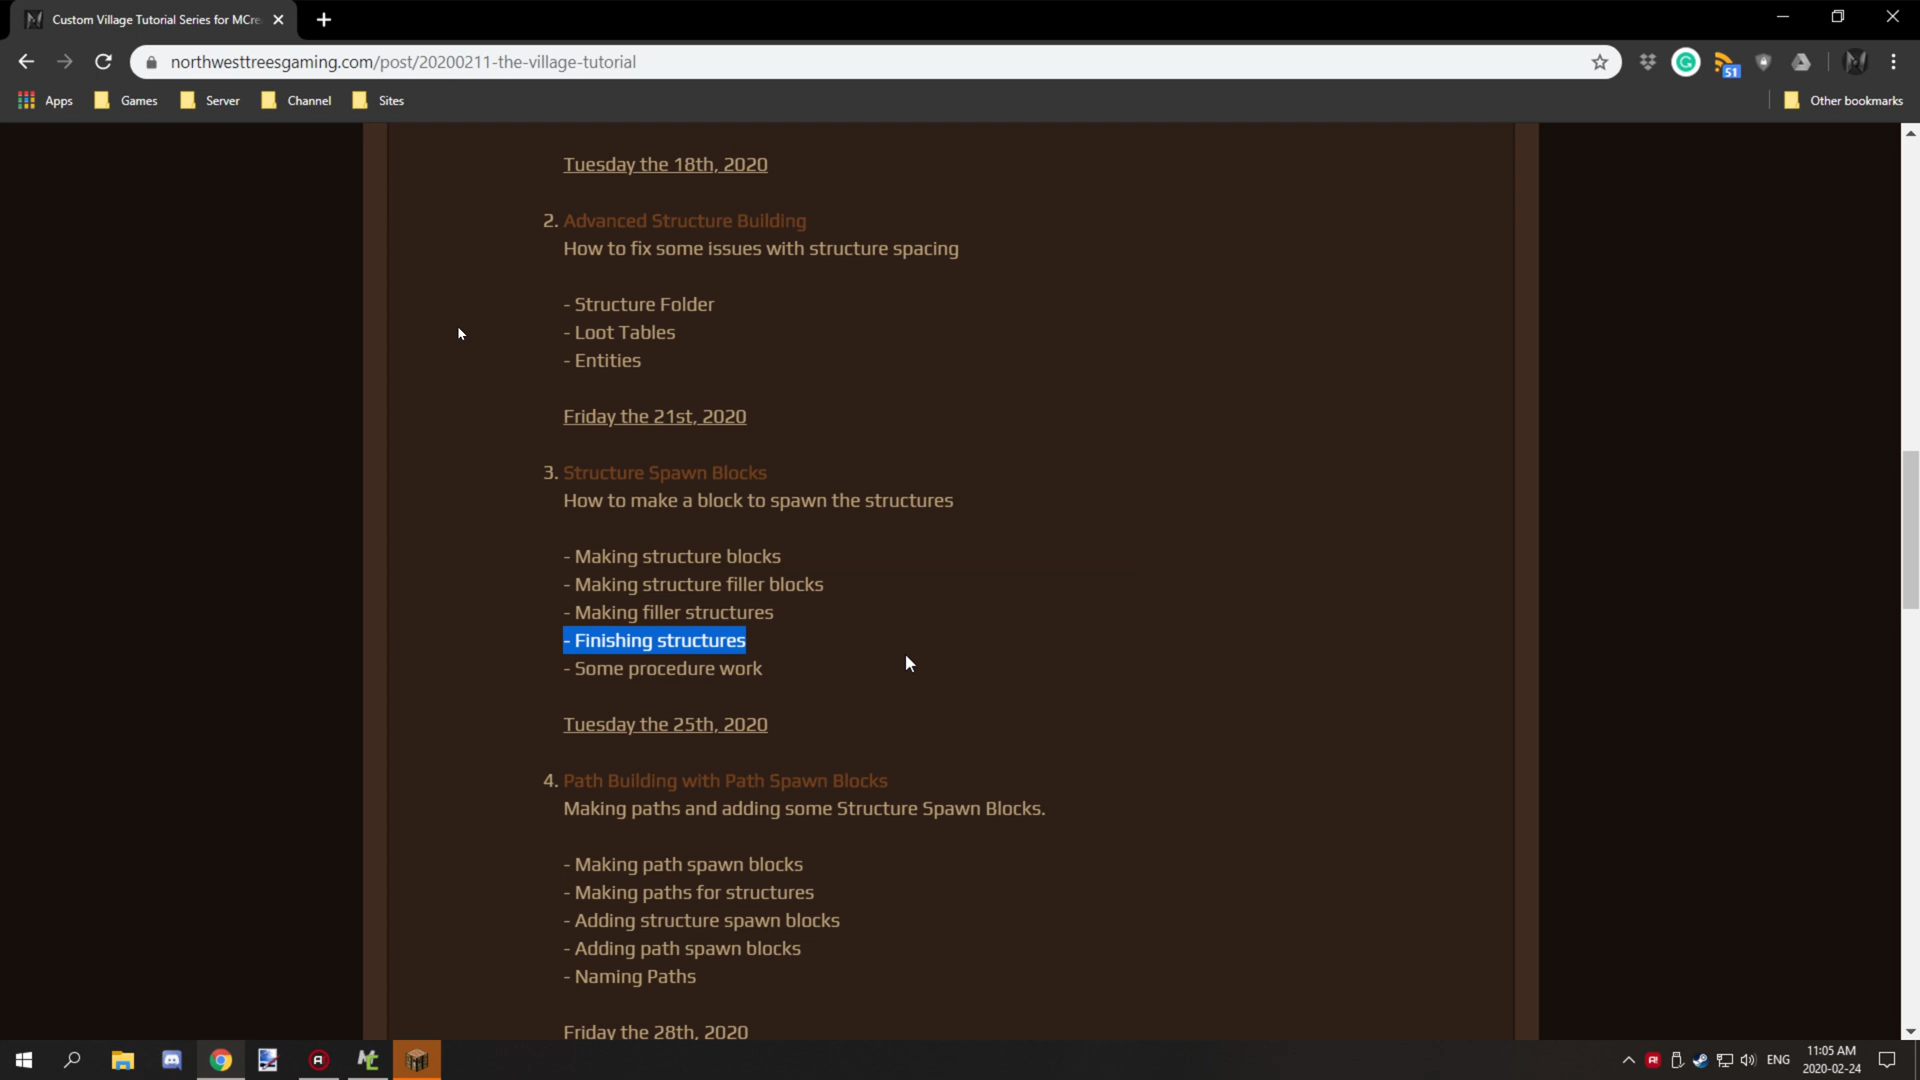 Custom Village Tutorial Series for MCre
northwesttreesgaming.com/post/20200211-the-village-tutorial
51
Apps
Games
Server
Channel
Sites
Other bookmarks
Tuesday the 18th, 2020
2. Advanced Structure Building
How to fix some issues with structure spacing
- Structure Folder
- Loot Tables
- Entities
Friday the 21st, 2020
3. Structure Spawn Blocks
How to make a block to spawn the structures
- Making structure blocks
- Making structure filler blocks
- Making filler structures
- Finishing structures
- Some procedure work
Tuesday the 25th, 2020
4. Path Building with Path Spawn Blocks
Making paths and adding some Structure Spawn Blocks.
- Making path spawn blocks
- Making paths for structures
- Adding structure spawn blocks
- Adding path spawn blocks
- Naming Paths
Friday the 28th, 2020
ENG
11:05 AM
2020-02-24